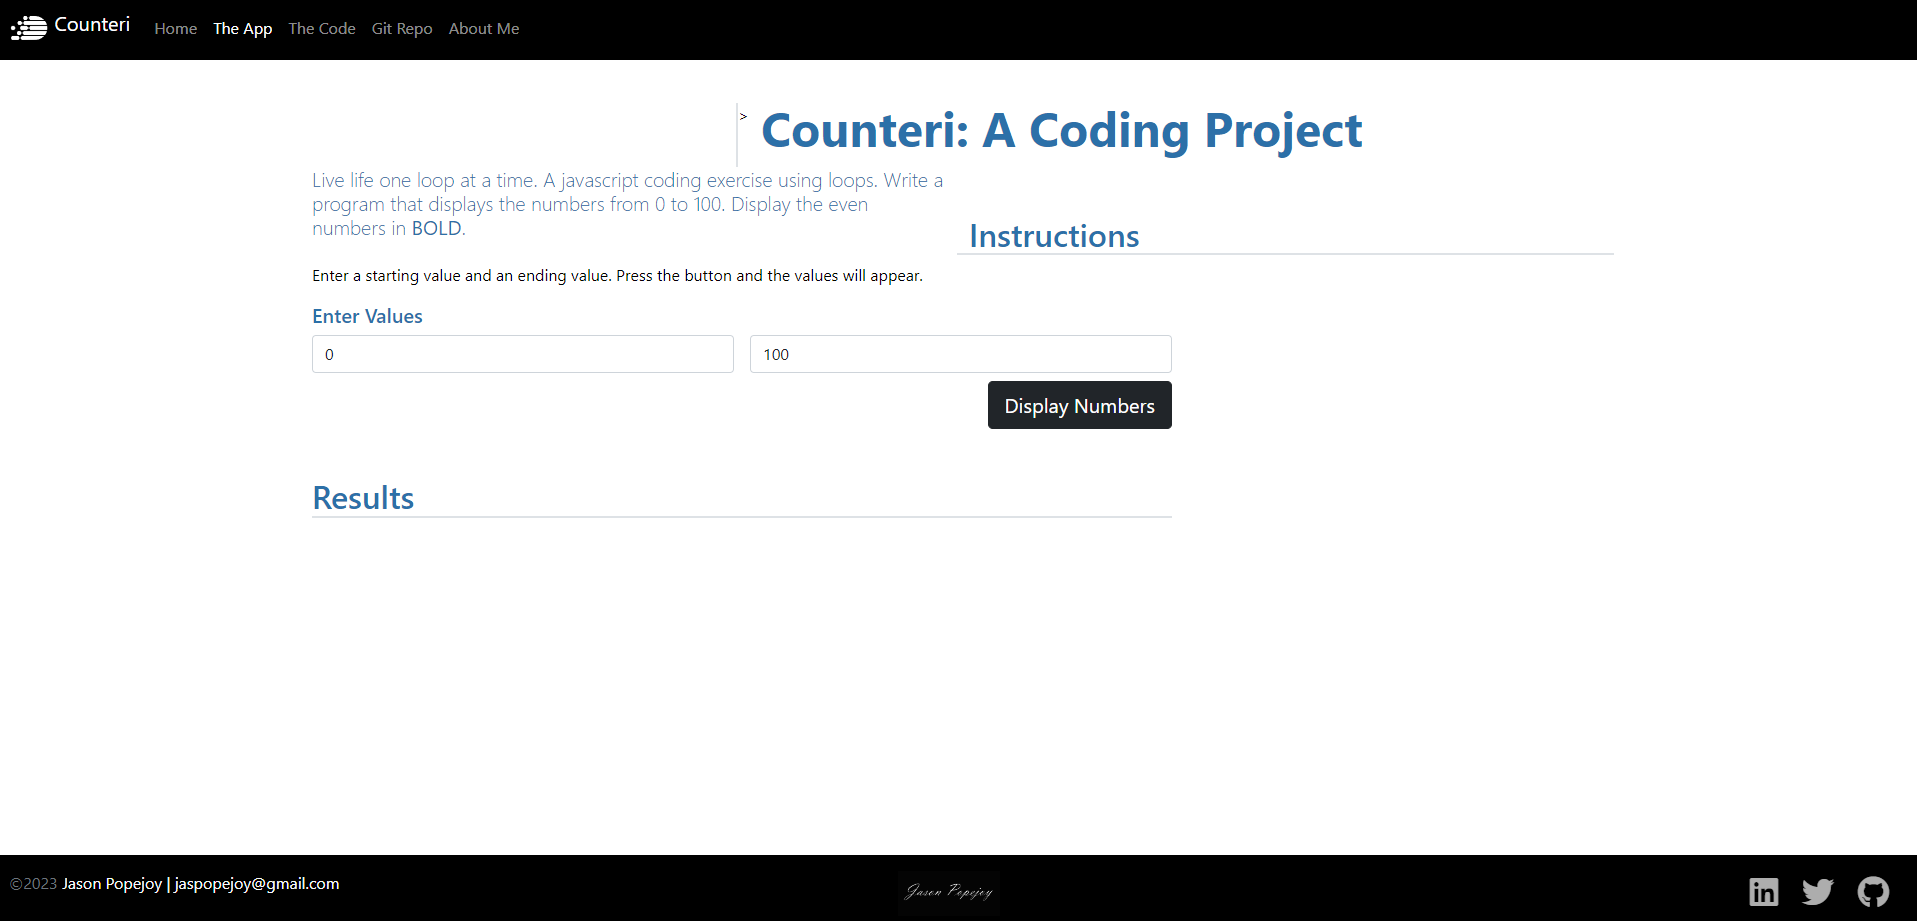 Counteri Home The App The Code Git Repo About Me
> Counteri: A Coding Project
Live life one loop at a time. A javascript coding exercise using loops. Write a
program that displays the numbers from 0 to 100. Display the even
numbers in BOLD.
Instructions
Enter a starting value and an ending value. Press the button and the values will appear.
Enter Values
0 100
Display Numbers
Results
©2023 Jason Popejoy | jaspopejoy@gmail.com
Jason Popejoy
in